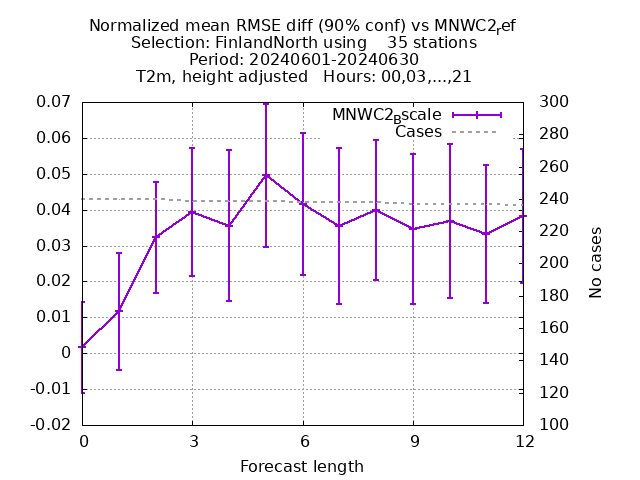 Normalized mean RMSE diff (90% conf) vs MNWC2ref
Selection: FinlandNorth using 35 stations
Period: 20240601-20240630
T2m, height adjusted Hours: 00,03,...,21
MNWC2Bscale
Cases
0.07
0.06
0.05
0.04
0.03
0.02
0.01
0
-0.01
-0.02
300
280
260
240
220
200
180
160
140
120
100
No cases
0 3 6 9 12
Forecast length